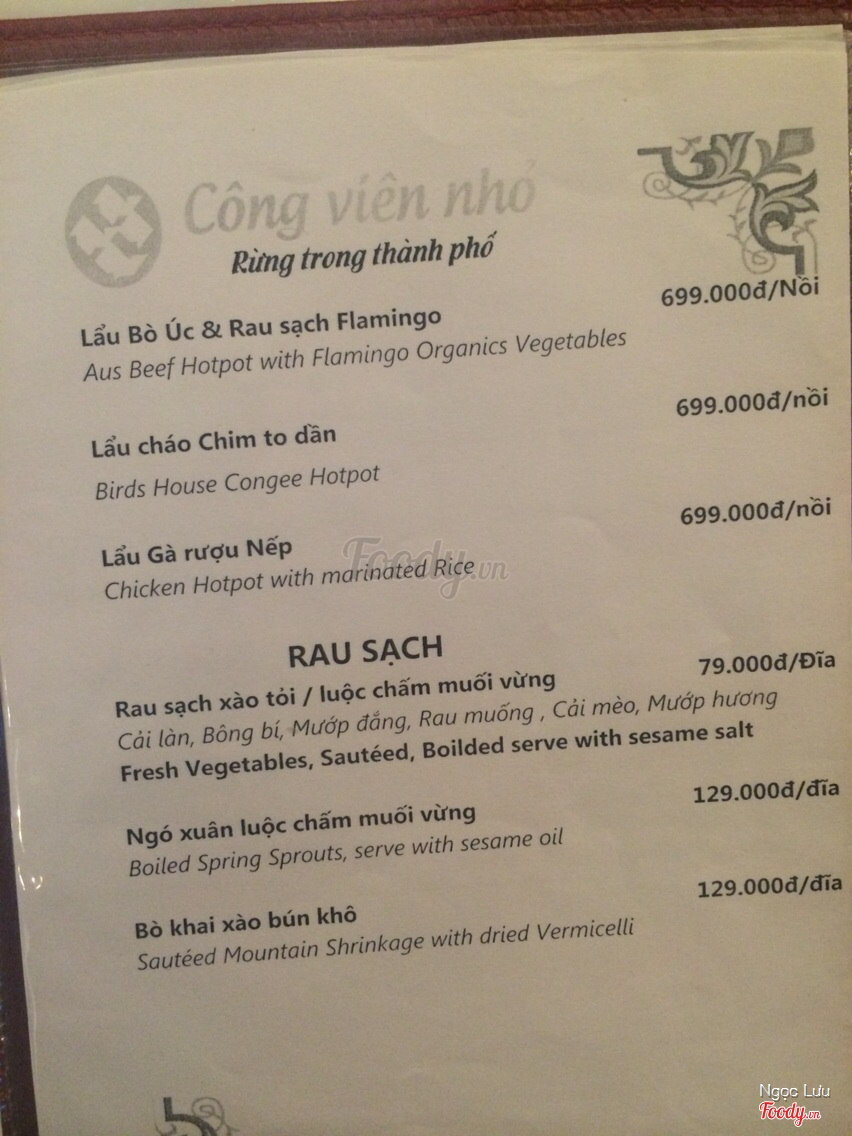 Công viên nhỏ
Rừng trong thành phố
Lẩu Bò Úc & Rau sạch Flamingo 699.000đ/Nồi
Aus Beef Hotpot with Flamingo Organics Vegetables
Lẩu cháo Chim to dần 699.000đ/nồi
Birds House Congee Hotpot
Lẩu Gà rượu Nếp 699.000đ/nồi
Chicken Hotpot with marinated Rice
Foody.vn
RAU SẠCH
Rau sạch xào tỏi / luộc chấm muối vừng 79.000đ/Đĩa
Cải làn, Bông bí, Mướp đắng, Rau muống , Cải mèo, Mướp hương
Fresh Vegetables, Sautéed, Boilded serve with sesame salt
Ngó xuân luộc chấm muối vừng 129.000đ/đĩa
Boiled Spring Sprouts, serve with sesame oil
Bò khai xào bún khô 129.000đ/đĩa
Sautéed Mountain Shrinkage with dried Vermicelli
Ngọc Lưu
Foody.vn